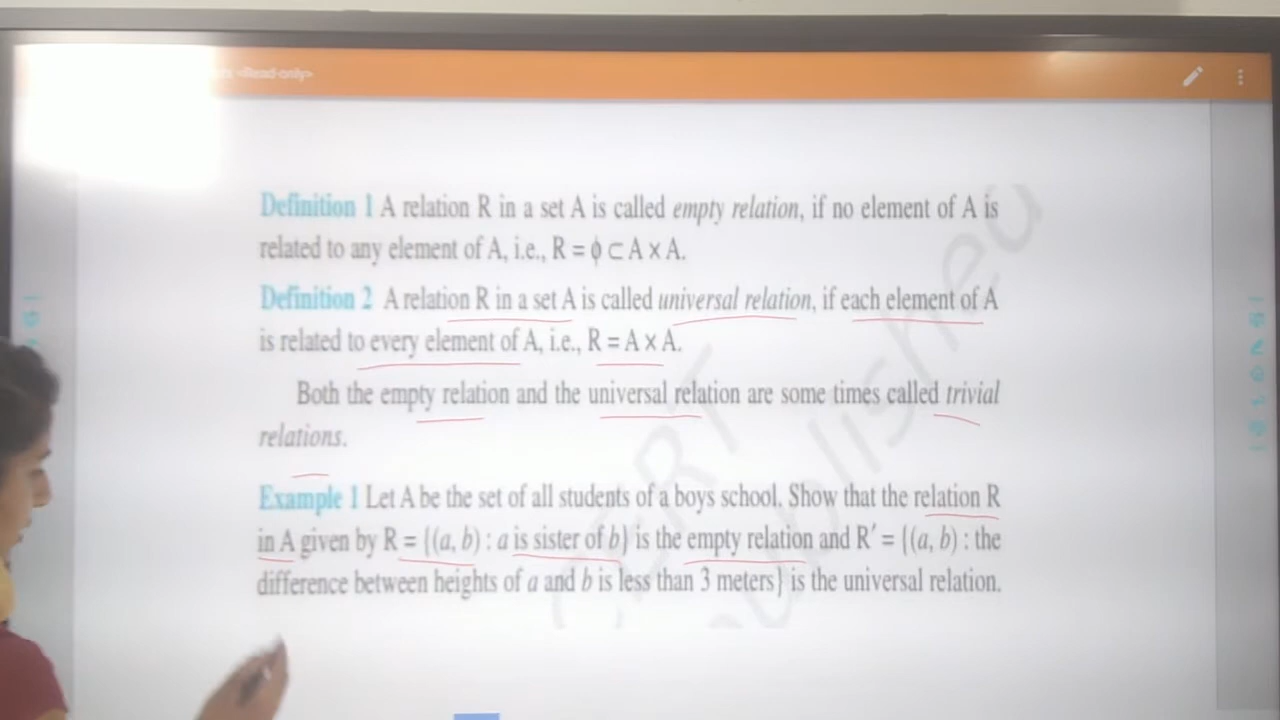 <Read-only>
Definition 1 A relation R in a set A is called empty relation, if no element of A is
related to any element of A, i.e., R = ϕ ⊂ A × A.
Definition 2 A relation R in a set A is called universal relation, if each element of A
is related to every element of A, i.e., R = A × A.
Both the empty relation and the universal relation are some times called trivial
relations.
Example 1 Let A be the set of all students of a boys school. Show that the relation R
in A given by R = {(a, b) : a is sister of b} is the empty relation and R′ = {(a, b) : the
difference between heights of a and b is less than 3 meters} is the universal relation.